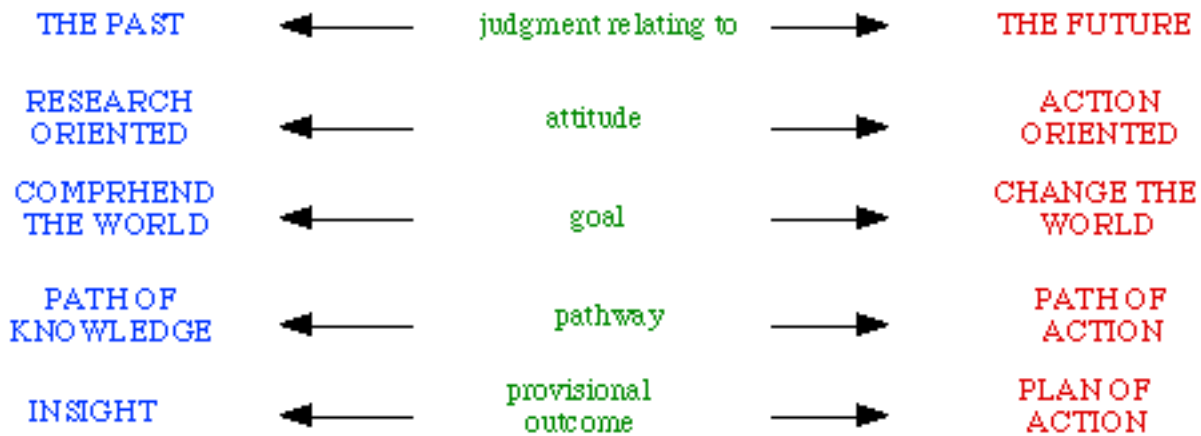 THE PAST judgment relating to THE FUTURE
RESEARCH
ORIENTED
attitude
ACTION
ORIENTED
COMPRHEND
THE WORLD
goal
CHANGE THE
WORLD
PATH OF
KNOWLEDGE
pathway
PATH OF
ACTION
INSIGHT
provisional
outcome
PLAN OF
ACTION